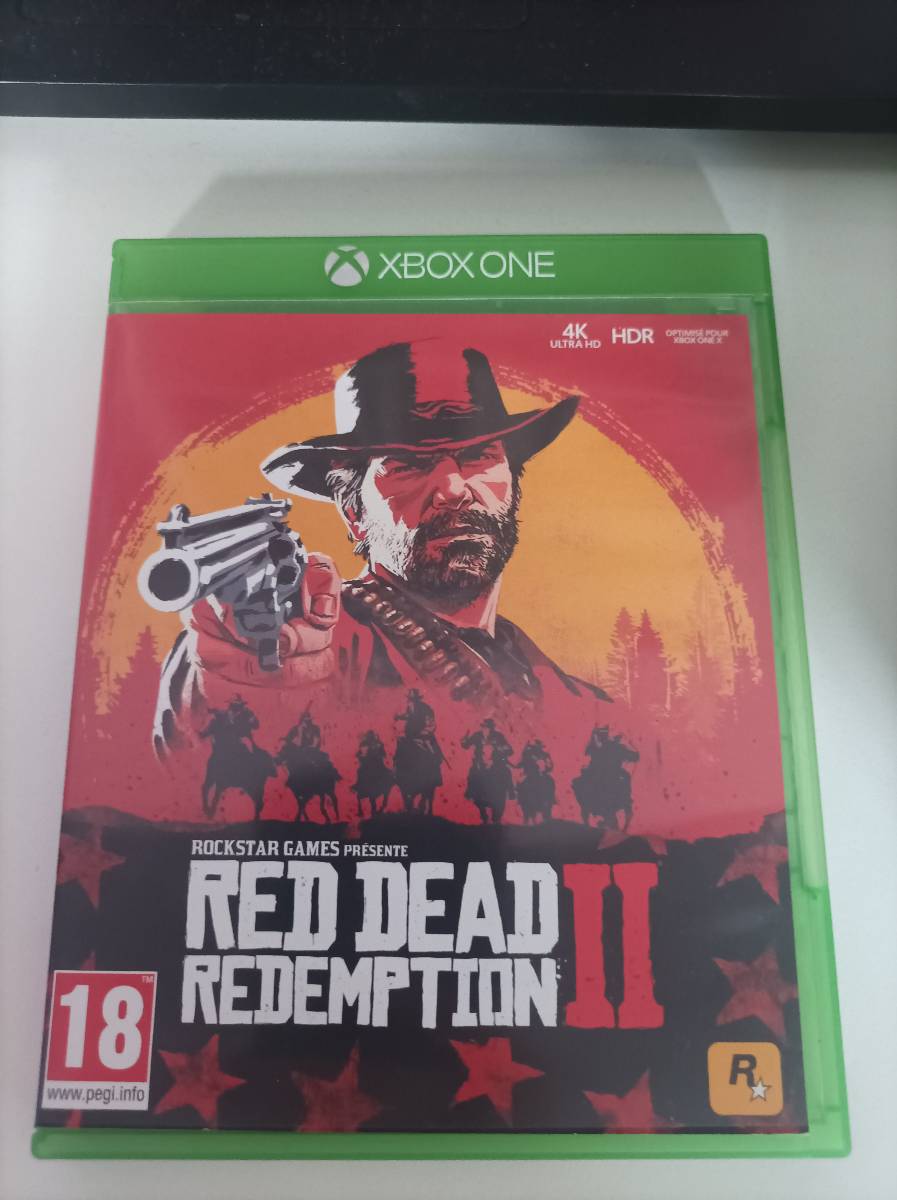 XBOX ONE
4K
ULTRA HD
HDR
OPTIMISÉ POUR
XBOX ONE X
ROCKSTAR GAMES PRÉSENTE
RED DEAD
REDEMPTION II
18
TM
www.pegi.info
R